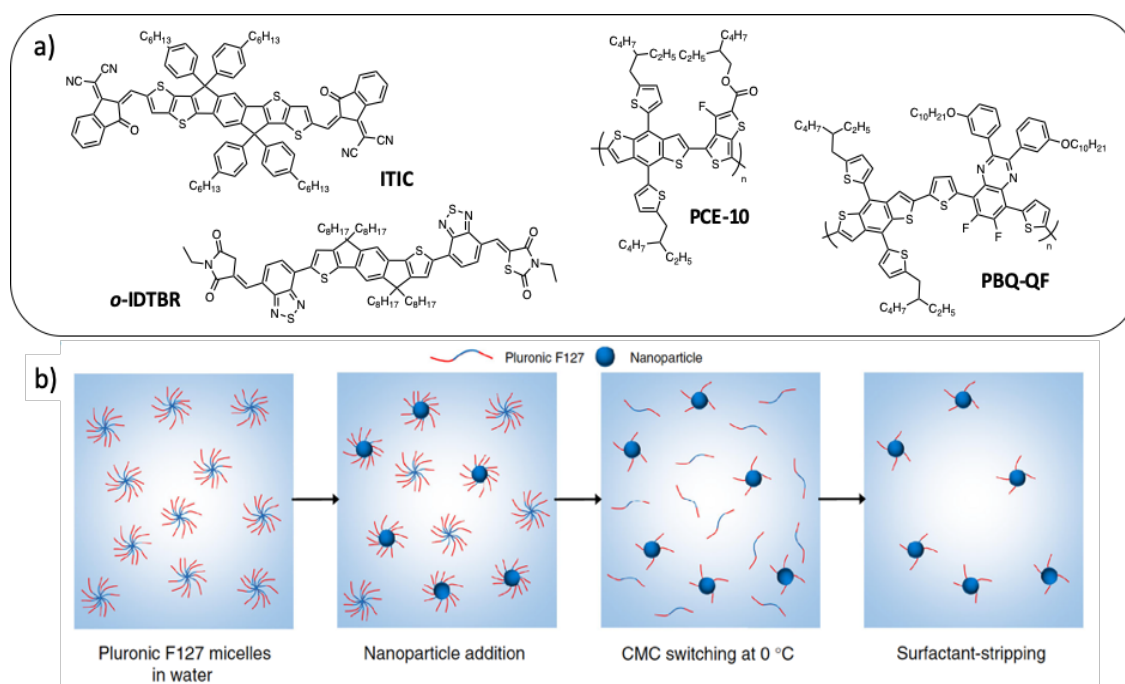 a)
C6H13
C6H13
CN
NC
O
S
S
S
S
O
CN
NC
C6H13
C6H13
ITIC
C8H17
C8H17
N
S
N
O
N
O
S
O
N
O
O
N
S
N
S
S
C8H17
C8H17
o-IDTBR
C4H7
C2H5
C4H7
C2H5
O
O
F
S
S
S
S
S
S
n
C4H7
C2H5
PCE-10
C10H21O
OC10H21
C4H7
C2H5
N
N
S
S
S
S
S
S
F
F
n
C4H7
C2H5
PBQ-QF
b)
Pluronic F127
Nanoparticle
Pluronic F127 micelles
in water
Nanoparticle addition
CMC switching at 0 °C
Surfactant-stripping